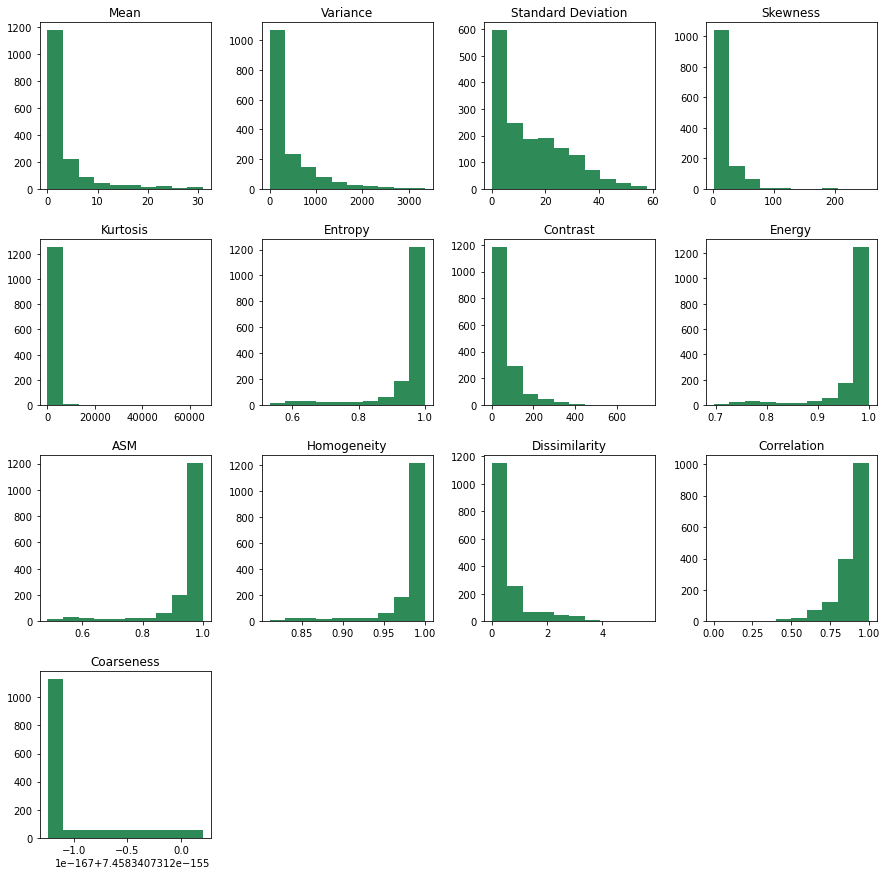 Mean Variance Standard Deviation Skewness
1200 1000 600 1000
1000 800 500 800
800 600 400 600
600 400 300 400
400 200 200 200
200 0 100 0
0 0
0 10 20 30 0 1000 2000 3000 0 20 40 60 0 100 200
Kurtosis Entropy Contrast Energy
1200 1200 1200 1200
1000 1000 1000 1000
800 800 800 800
600 600 600 600
400 400 400 400
200 200 200 200
0 0 0 0
0 20000 40000 60000 0.6 0.8 1.0 0 200 400 600 0.7 0.8 0.9 1.0
ASM Homogeneity Dissimilarity Correlation
1200 1200 1200 1000
1000 1000 1000 800
800 800 800 600
600 600 600 400
400 400 400 200
200 200 200 0
0 0 0
0.6 0.8 1.0 0.85 0.90 0.95 1.00 0 2 4 0.00 0.25 0.50 0.75 1.00
Coarseness
1000
800
600
400
200
0
−1.0 −0.5 0.0
1e−167+7.4583407312e−155